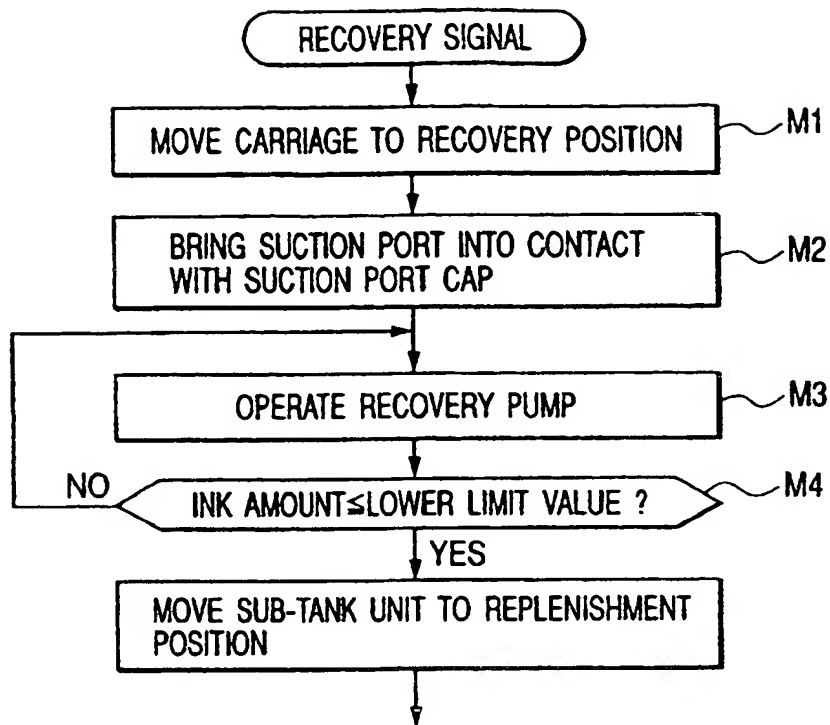 RECOVERY SIGNAL
MOVE CARRIAGE TO RECOVERY POSITION
M1
BRING SUCTION PORT INTO CONTACT
WITH SUCTION PORT CAP
M2
OPERATE RECOVERY PUMP
M3
NO
INK AMOUNT≦LOWER LIMIT VALUE ?
M4
YES
MOVE SUB-TANK UNIT TO REPLENISHMENT
POSITION